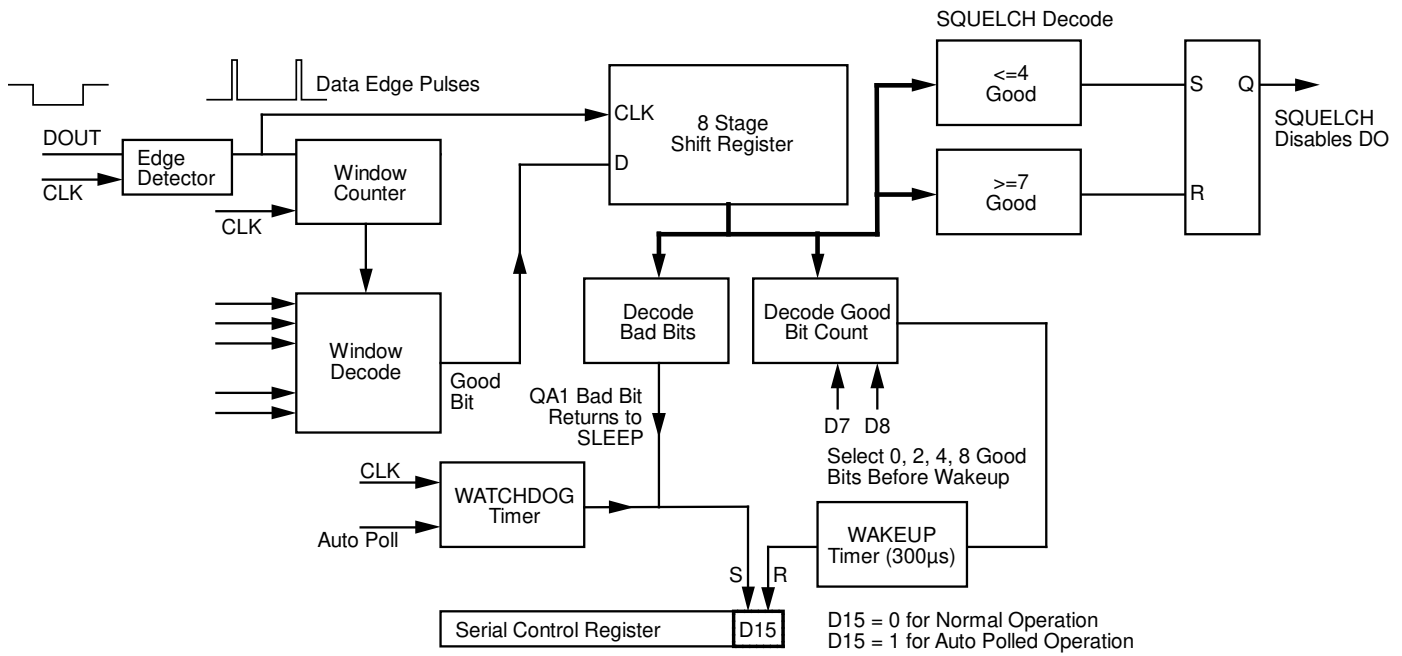 SQUELCH Decode
Data Edge Pulses
DOUT
CLK
Edge
Detector
Window
Counter
CLK
CLK
D
8 Stage
Shift Register
<=4
Good
>=7
Good
S
Q
R
SQUELCH
Disables DO
Window
Decode
Good
Bit
Decode
Bad Bits
Decode Good
Bit Count
QA1 Bad Bit
Returns to
SLEEP
D7
D8
Select 0, 2, 4, 8 Good
Bits Before Wakeup
CLK
Auto Poll
WATCHDOG
Timer
WAKEUP
Timer (300µs)
S
R
Serial Control Register
D15
D15 = 0 for Normal Operation
D15 = 1 for Auto Polled Operation